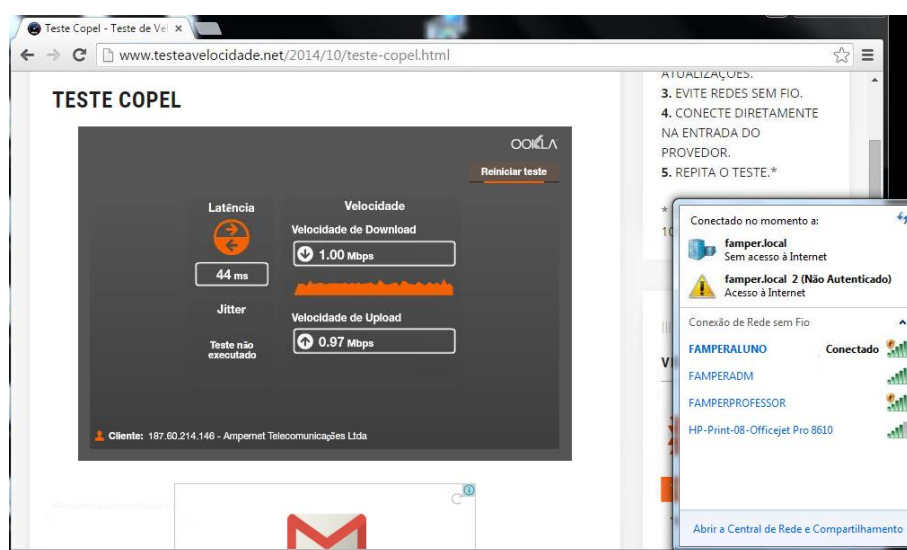 Teste Copel - Teste de Vel
www.testeavelocidade.net/2014/10/teste-copel.html
TESTE COPEL
OOKLA
Reiniciar teste
Latência
44 ms
Jitter
Teste não
executado
Velocidade
Velocidade de Download
1.00 Mbps
Velocidade de Upload
0.97 Mbps
Cliente: 187.60.214.146 - Ampernet Telecomunicações Ltda
ATUALIZAÇÕES.
3. EVITE REDES SEM FIO.
4. CONECTE DIRETAMENTE
NA ENTRADA DO
PROVEDOR.
5. REPITA O TESTE.*
*
10
Conectado no momento a:
famper.local
Sem acesso à Internet
famper.local 2 (Não Autenticado)
Acesso à Internet
Conexão de Rede sem Fio
FAMPERALUNO Conectado
FAMPERADM
FAMPERPROFESSOR
HP-Print-08-Officejet Pro 8610
Abrir a Central de Rede e Compartilhamento